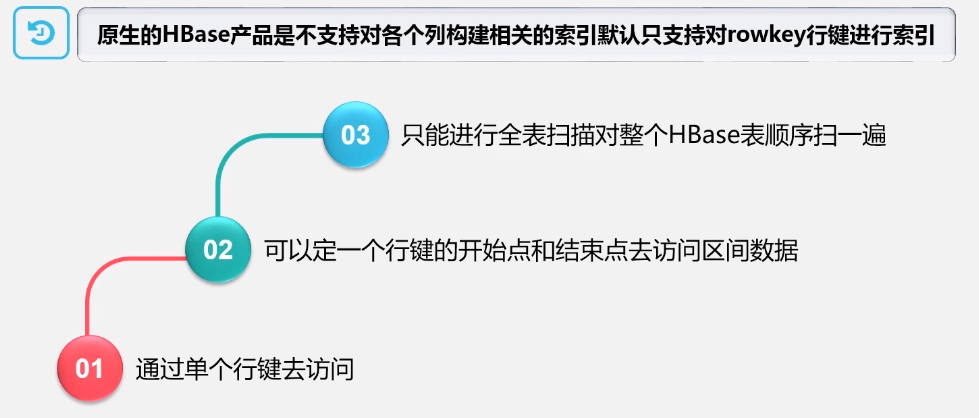 原生的HBase产品是不支持对各个列构建相关的索引默认只支持对rowkey行键进行索引
03 只能进行全表扫描对整个HBase表顺序扫一遍
02 可以定一个行键的开始点和结束点去访问区间数据
01 通过单个行键去访问